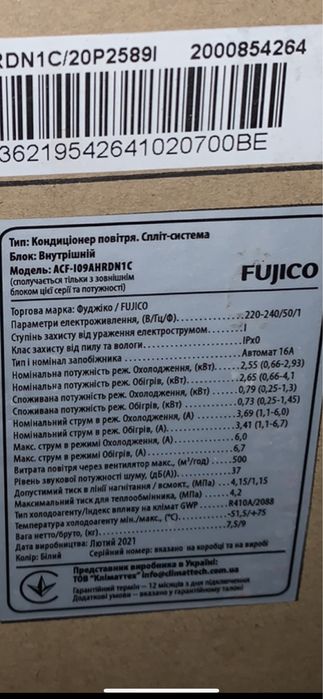 RDN1C/20P2589I 2000854264
36219542641020700BE
Тип: Кондиціонер повітря. Спліт-система
Блок: Внутрішній
Модель: ACF-I09AHRDN1C
(сполучається тільки з зовнішнім
блоком цієї серії та потужності)
FUJICO
Торгова марка: Фуджіко / FUJICO
Параметри електроживлення, (В/Гц/Ф) 220-240/50/1
Ступінь захисту від ураження електрострумом I
Клас захисту від пилу та вологи IPx0
Тип і номінал запобіжника Автомат 16А
Номінальна потужність реж. Охолодження, (кВт) 2,55 (0,66-2,93)
Номінальна потужність реж. Обігрів, (кВт) 2,65 (0,66-4,1
Споживана потужність реж. Охолодження, (кВт) 0,79 (0,25-1,3)
Споживана потужність реж. Обігрів, (кВт) 0,73 (0,25-1,45)
Номінальний струм в реж. Охолодження, (А) 3,69 (1,1-6,0)
Номінальний струм в реж. Обігрів, (А) 3,41 (1,1-6,7)
Макс. струм в режимі Охолодження, (А) 6,0
Макс. струм в режимі Обігрів, (А) 6,7
Витрата повітря через вентилятор макс., (м³/г) 500
Рівень звукової потужності шуму, (дБ(А)) 37
Допустимий тиск в лінії нагнітання / всмокт., (МПа) 4,15/1,15
Максимальний тиск для теплообмінника, (МПа) 4,2
Тип холодоагенту/Індекс впливу на клімат GWP R410A/2088
Температура холодоагенту мін./макс., (°С) -51,5/+75
Вага нетто/брутто, (кг) 7,5/9
Дата виробництва: Лютий 2021
Колір: Білий Серійний номер: вказано на коробці та на виробі
Представник виробника в Україні:
ТОВ "Кліматтех" info@climattech.com.ua
Гарантійний термін – 12 місяців з дня придбання
Додаткові умови – вказано у гарантійному талоні